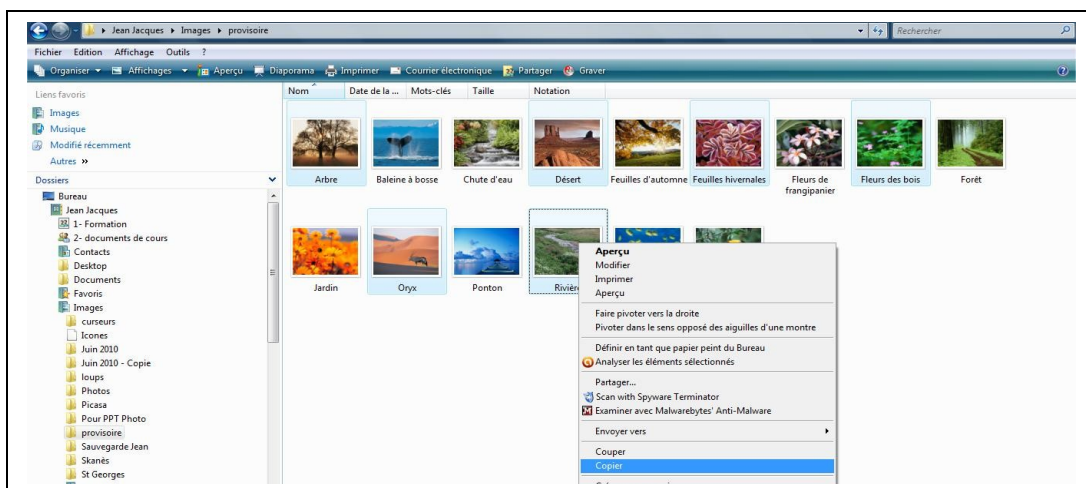 Jean Jacques ▸ Images ▸ provisoire
Rechercher
Fichier Edition Affichage Outils ?
Organiser Affichages Aperçu Diaporama Imprimer Courrier électronique Partager Graver
Liens favoris
Images
Musique
Modifié récemment
Autres »
Dossiers
Bureau
Jean Jacques
1- Formation
2- documents de cours
Contacts
Desktop
Documents
Favoris
Images
curseurs
Icones
Juin 2010
Juin 2010 - Copie
loups
Photos
Picasa
Pour PPT Photo
provisoire
Sauvegarde Jean
Skanès
St Georges
Nom Date de la ... Mots-clés Taille Notation
Arbre Baleine à bosse Chute d'eau Désert Feuilles d'automne Feuilles hivernales Fleurs de frangipanier Fleurs des bois Forêt
Jardin Oryx Ponton
Aperçu
Modifier
Imprimer
Aperçu
Faire pivoter vers la droite
Pivoter dans le sens opposé des aiguilles d'une montre
Définir en tant que papier peint du Bureau
Analyser les éléments sélectionnés
Partager...
Scan with Spyware Terminator
Examiner avec Malwarebytes' Anti-Malware
Envoyer vers
Couper
Copier